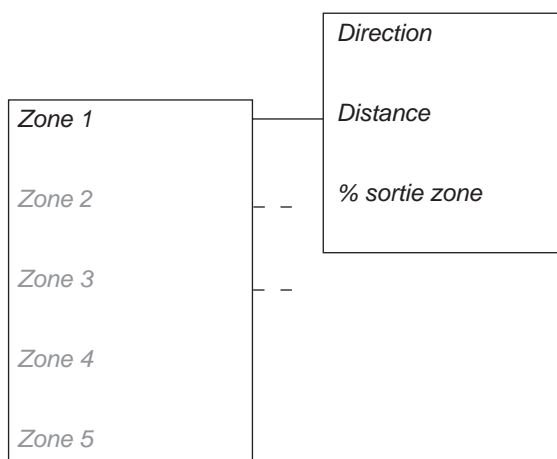 Zone 1
Zone 2
Zone 3
Zone 4
Zone 5
Direction
Distance
% sortie zone